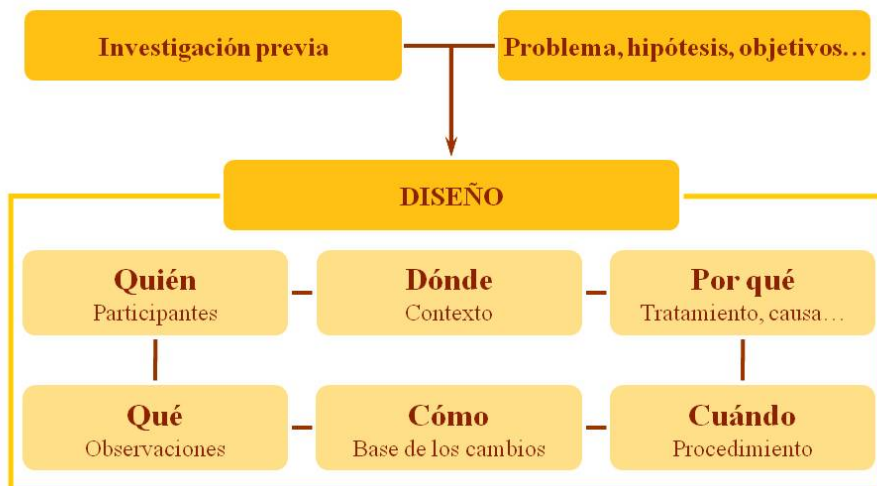 Investigación previa
Problema, hipótesis, objetivos…
DISEÑO
Quién
Participantes
Dónde
Contexto
Por qué
Tratamiento, causa…
Qué
Observaciones
Cómo
Base de los cambios
Cuándo
Procedimiento